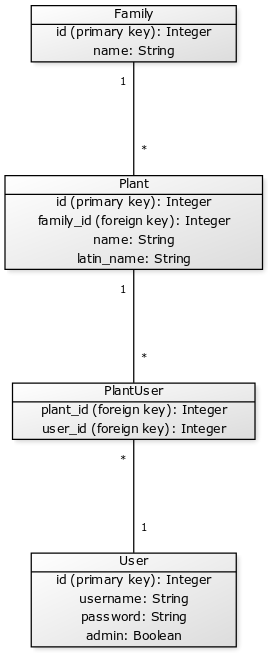 Family
id (primary key): Integer
name: String
1
*
Plant
id (primary key): Integer
family_id (foreign key): Integer
name: String
latin_name: String
1
*
PlantUser
plant_id (foreign key): Integer
user_id (foreign key): Integer
*
1
User
id (primary key): Integer
username: String
password: String
admin: Boolean